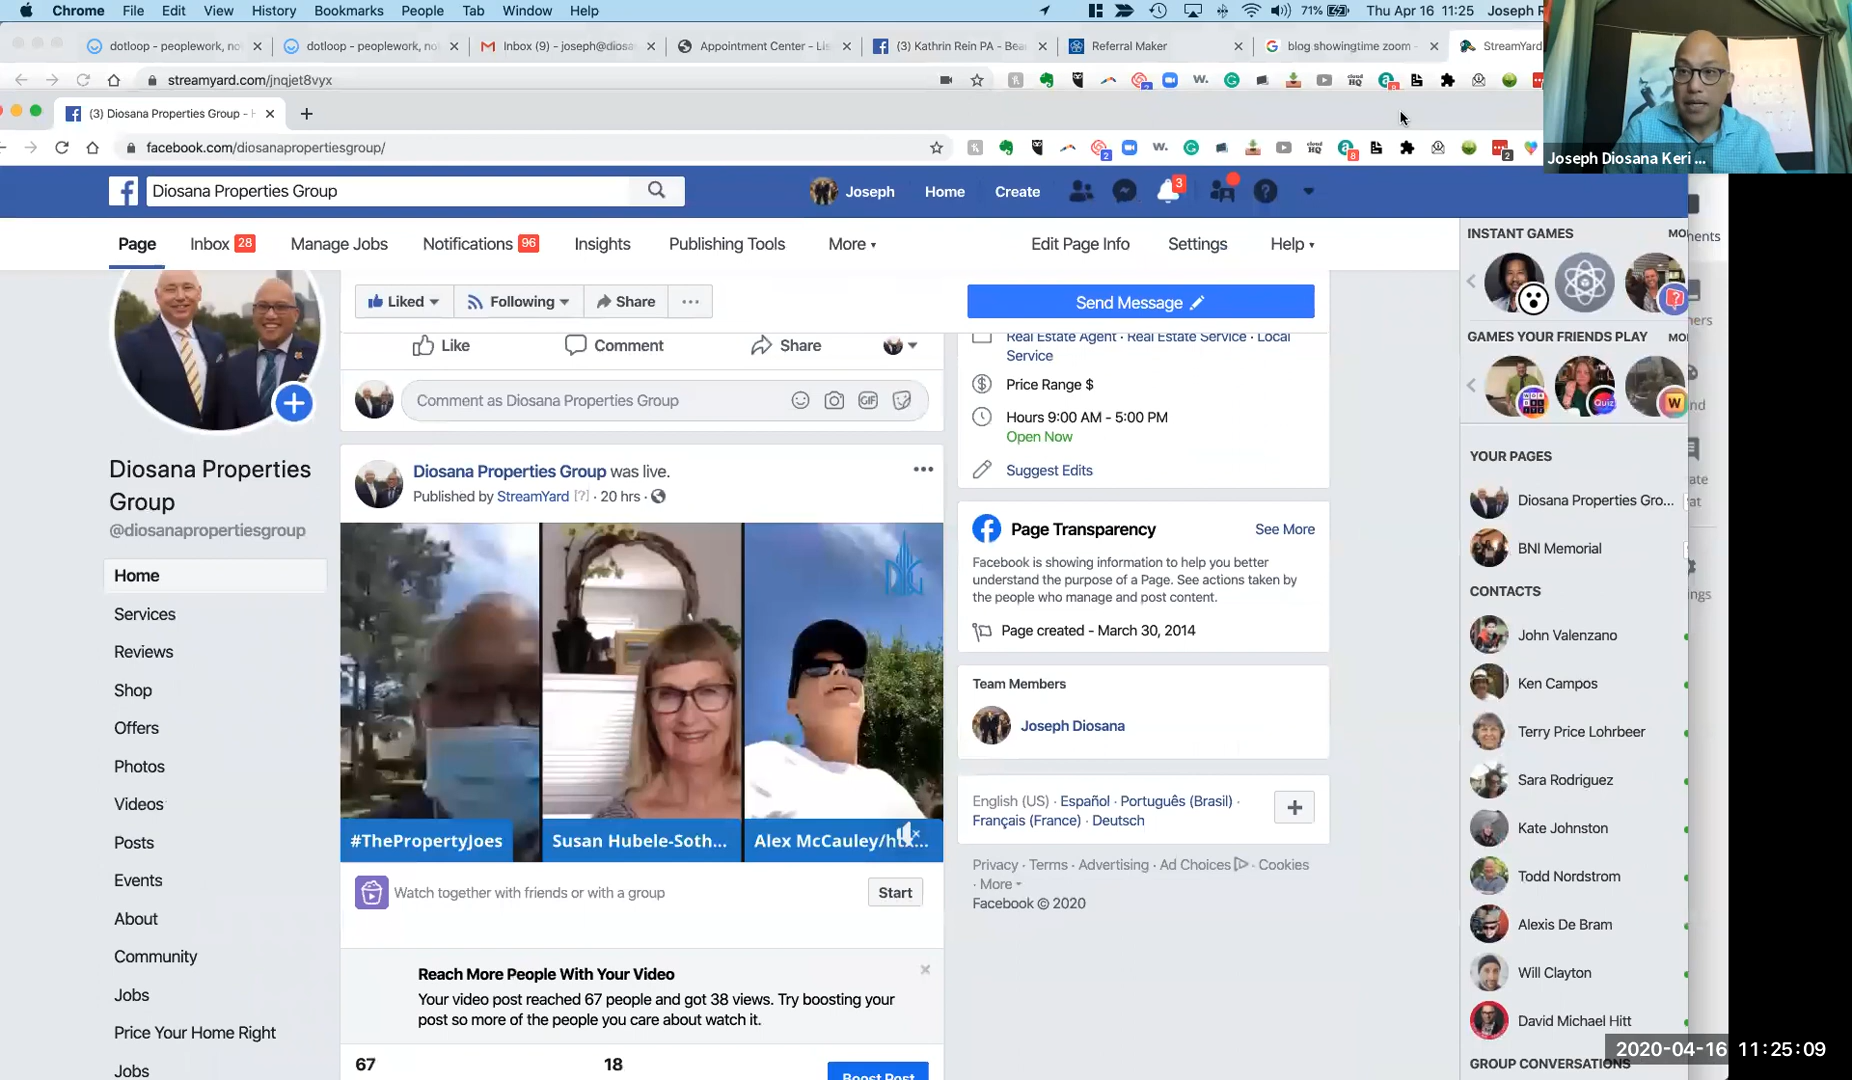 Chrome File Edit View History Bookmarks People Tab Window Help
71% Thu Apr 16 11:25 Joseph R
dotloop - peoplework, no
dotloop - peoplework, no
Inbox (9) - joseph@diosa
Appointment Center - Lis
(3) Kathrin Rein PA - Bea
Referral Maker
blog showingtime zoom -
StreamYard
streamyard.com/jnqjet8vyx
(3) Diosana Properties Group - H
facebook.com/diosanapropertiesgroup/
Joseph Diosana Keri ...
Diosana Properties Group
Joseph Home Create 3
Page Inbox 28 Manage Jobs Notifications 96 Insights Publishing Tools More
Edit Page Info Settings Help
Liked Following Share ...
Send Message
Like Comment Share
Comment as Diosana Properties Group
GIF
Diosana Properties
Group
@diosanapropertiesgroup
Home
Services
Reviews
Shop
Offers
Photos
Videos
Posts
Events
About
Community
Jobs
Price Your Home Right
Jobs
Diosana Properties Group was live.
Published by StreamYard [?] · 20 hrs ·
#ThePropertyJoes
Susan Hubele-Soth...
Alex McCauley/htt...
Watch together with friends or with a group
Start
Reach More People With Your Video
Your video post reached 67 people and got 38 views. Try boosting your
post so more of the people you care about watch it.
67 18
Boost Post
Real Estate Agent · Real Estate Service · Local
Service
Price Range $
Hours 9:00 AM - 5:00 PM
Open Now
Suggest Edits
Page Transparency See More
Facebook is showing information to help you better
understand the purpose of a Page. See actions taken by
the people who manage and post content.
Page created - March 30, 2014
Team Members
Joseph Diosana
English (US) · Español · Português (Brasil) ·
Français (France) · Deutsch
Privacy · Terms · Advertising · Ad Choices · Cookies
· More
Facebook © 2020
INSTANT GAMES MO
GAMES YOUR FRIENDS PLAY MO
YOUR PAGES
Diosana Properties Gro...
BNI Memorial
CONTACTS
John Valenzano
Ken Campos
Terry Price Lohrbeer
Sara Rodriguez
Kate Johnston
Todd Nordstrom
Alexis De Bram
Will Clayton
David Michael Hitt
GROUP CONVERSATIONS
2020-04-16 11:25:09